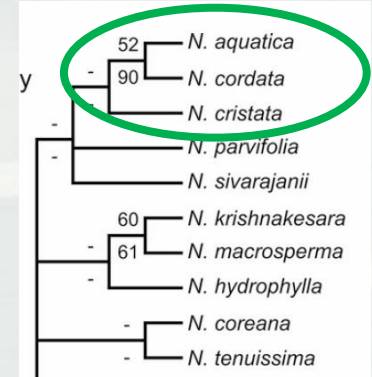 52 N. aquatica
-
y 90 N. cordata
- N. cristata
-
- N. parvifolia
N. sivarajanii
60 N. krishnakesara
-
61 N. macrosperma
- N. hydrophylla
- N. coreana
- N. tenuissima